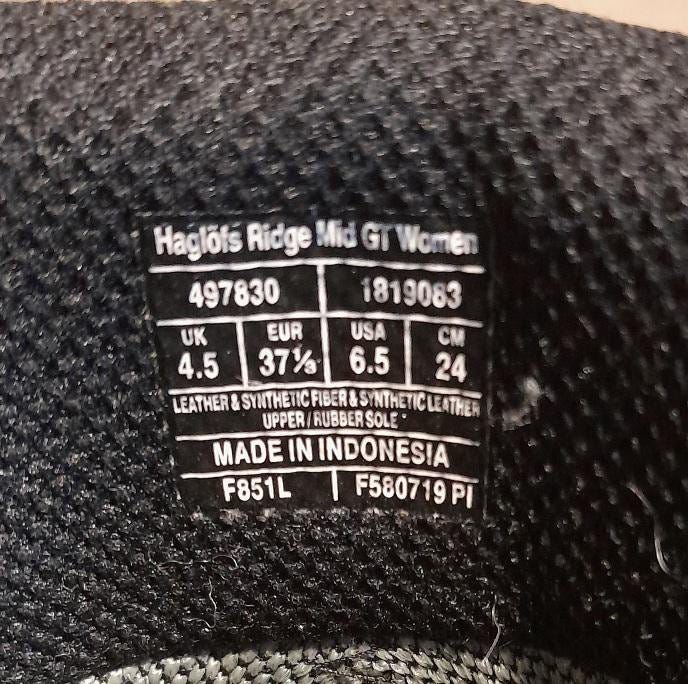 Haglöfs Ridge Mid GT Women
497830 1819083
UK EUR USA CM
4.5 37⅓ 6.5 24
LEATHER & SYNTHETIC FIBER & SYNTHETIC LEATHER
UPPER / RUBBER SOLE
MADE IN INDONESIA
F851L F580719 PI